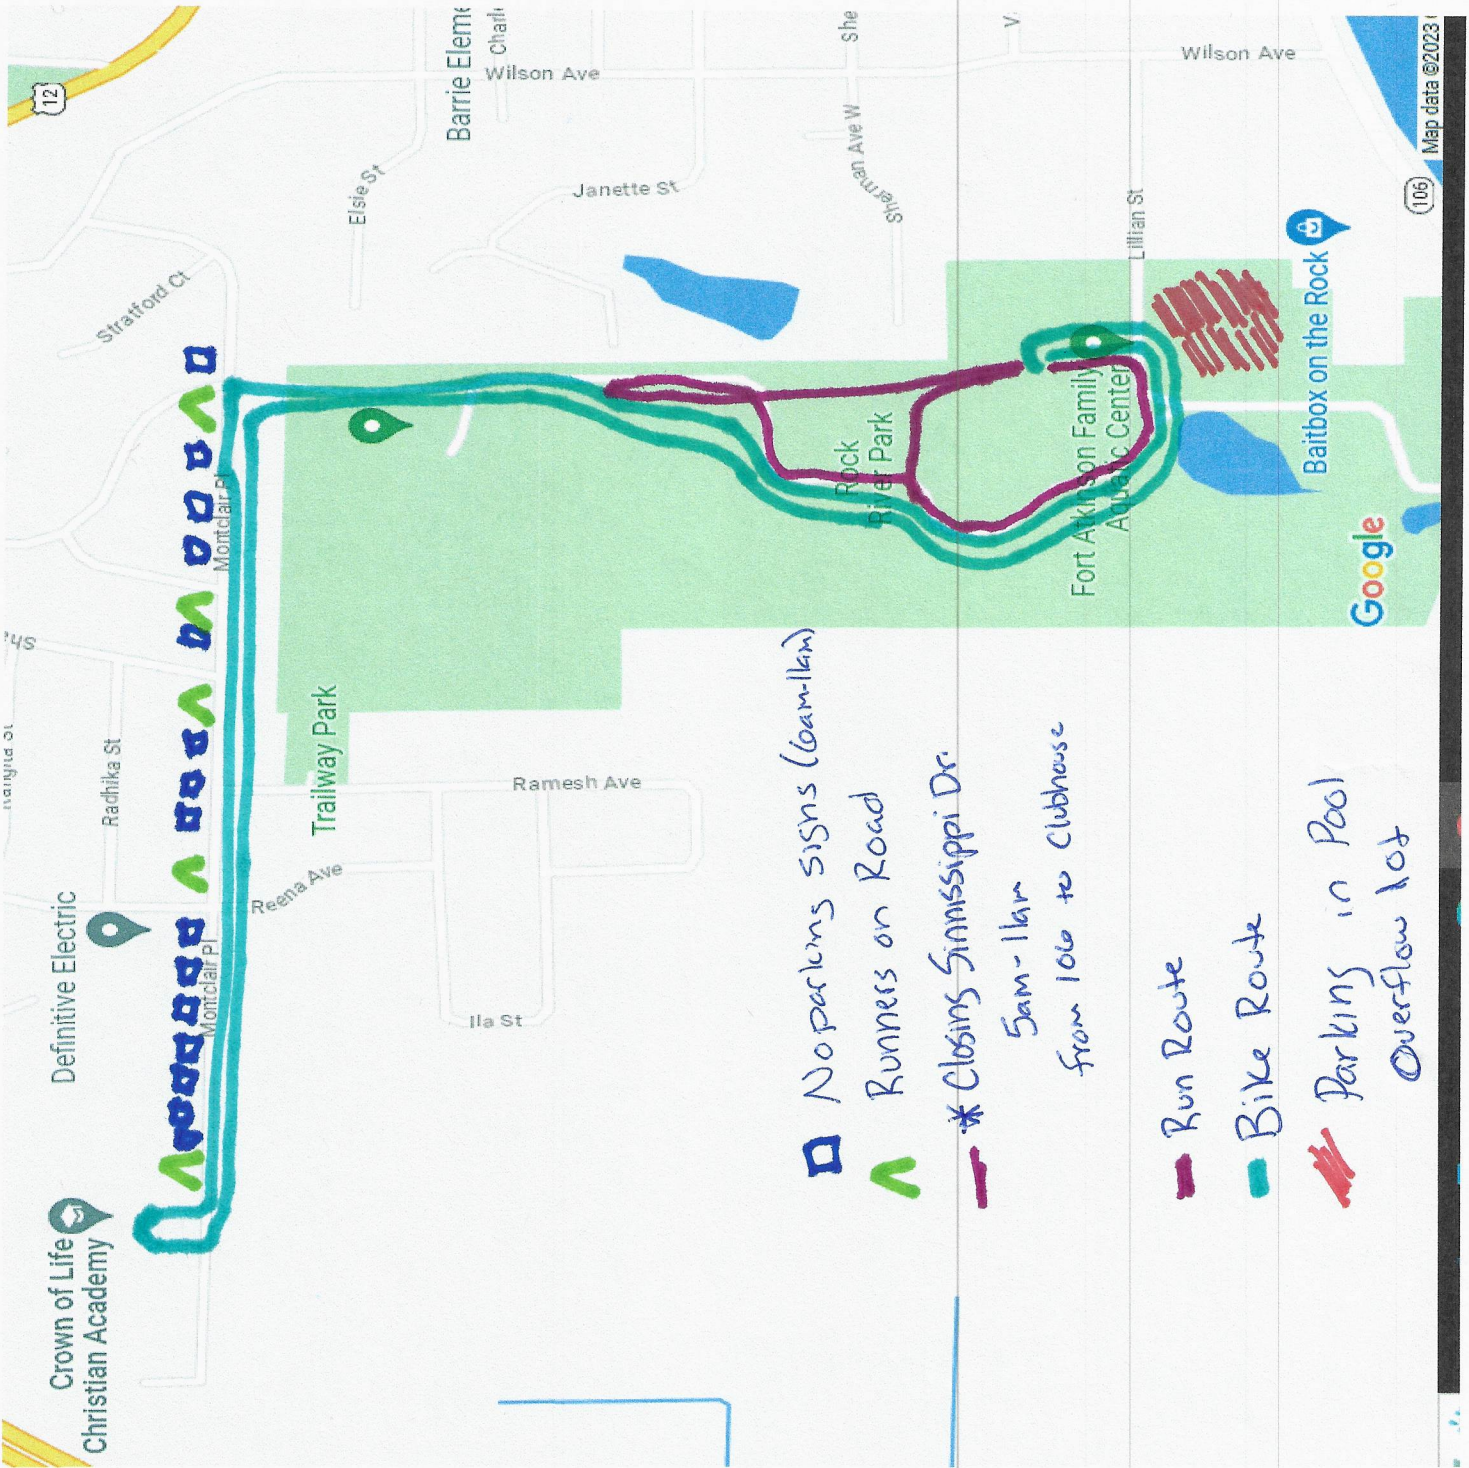 12
Barrie Eleme
Charl
Wilson Ave
She
V
Wilson Ave
Map data ©2023
106
Elsie St
Janette St
Sherman Ave W
Lillian St
Stratford Ct
Baitbox on the Rock
Rock
River Park
Fort Atkinson Family
Aquatic Center
Google
Montclair Pl
Radhika St
Trailway Park
Ramesh Ave
Reena Ave
Definitive Electric
Montclair Pl
Ila St
Crown of Life
Christian Academy
No parking signs (6am-11am)
Runners on Road
* Closing Sinnissippi Dr.
5am-11am
from 106 to Clubhouse
Run Route
Bike Route
Parking in Pool
Overflow lot